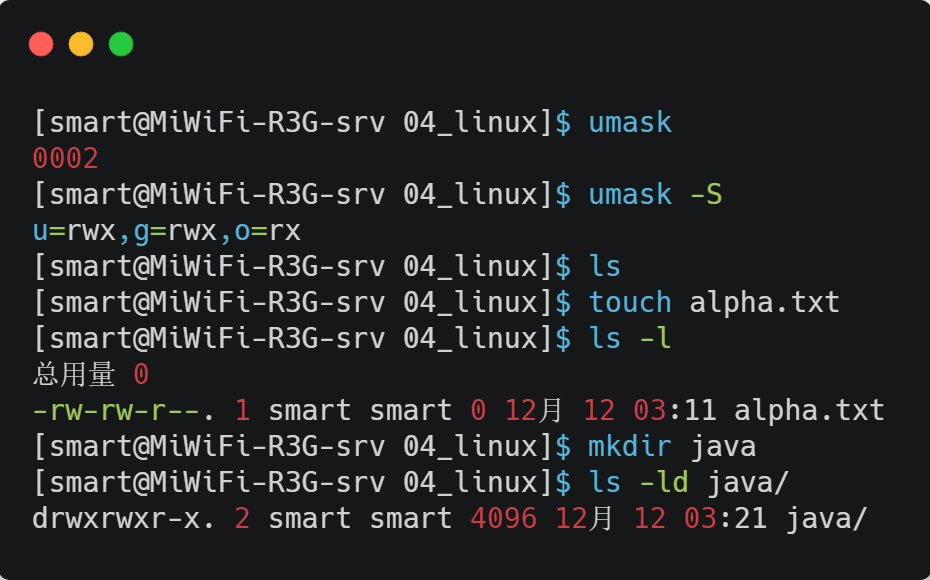 [smart@MiWiFi-R3G-srv 04_linux]$ umask
0002
[smart@MiWiFi-R3G-srv 04_linux]$ umask -S
u=rwx,g=rwx,o=rx
[smart@MiWiFi-R3G-srv 04_linux]$ ls
[smart@MiWiFi-R3G-srv 04_linux]$ touch alpha.txt
[smart@MiWiFi-R3G-srv 04_linux]$ ls -l
总用量 0
-rw-rw-r--. 1 smart smart 0 12月 12 03:11 alpha.txt
[smart@MiWiFi-R3G-srv 04_linux]$ mkdir java
[smart@MiWiFi-R3G-srv 04_linux]$ ls -ld java/
drwxrwxr-x. 2 smart smart 4096 12月 12 03:21 java/